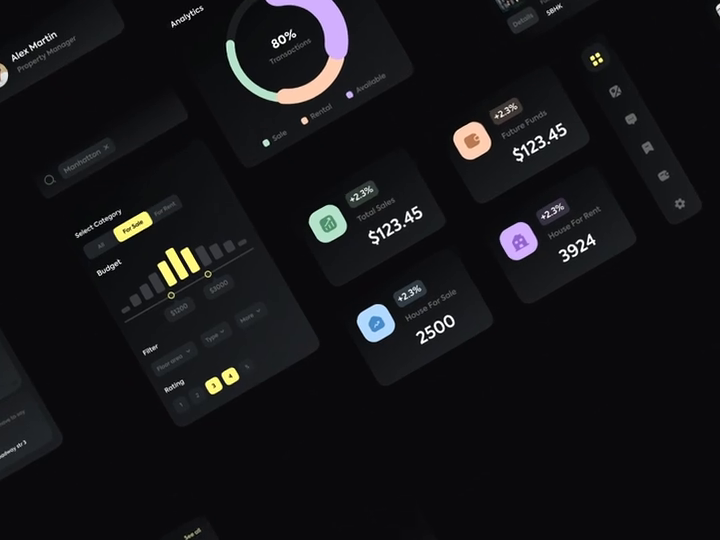 Alex Martin
Property Manager
Analytics
80%
Transactions
Sale
Rental
Available
Details
5BHK
Manhattan ×
Select Category
All
For Sale
For Rent
Budget
$1200
$3000
Filter
Floor area
Type
More
Rating
1
2
3
4
5
+2.3%
Total Sales
$123.45
+2.3%
Future Funds
$123.45
+2.3%
House For Sale
2500
+2.3%
House For Rent
3924
See all